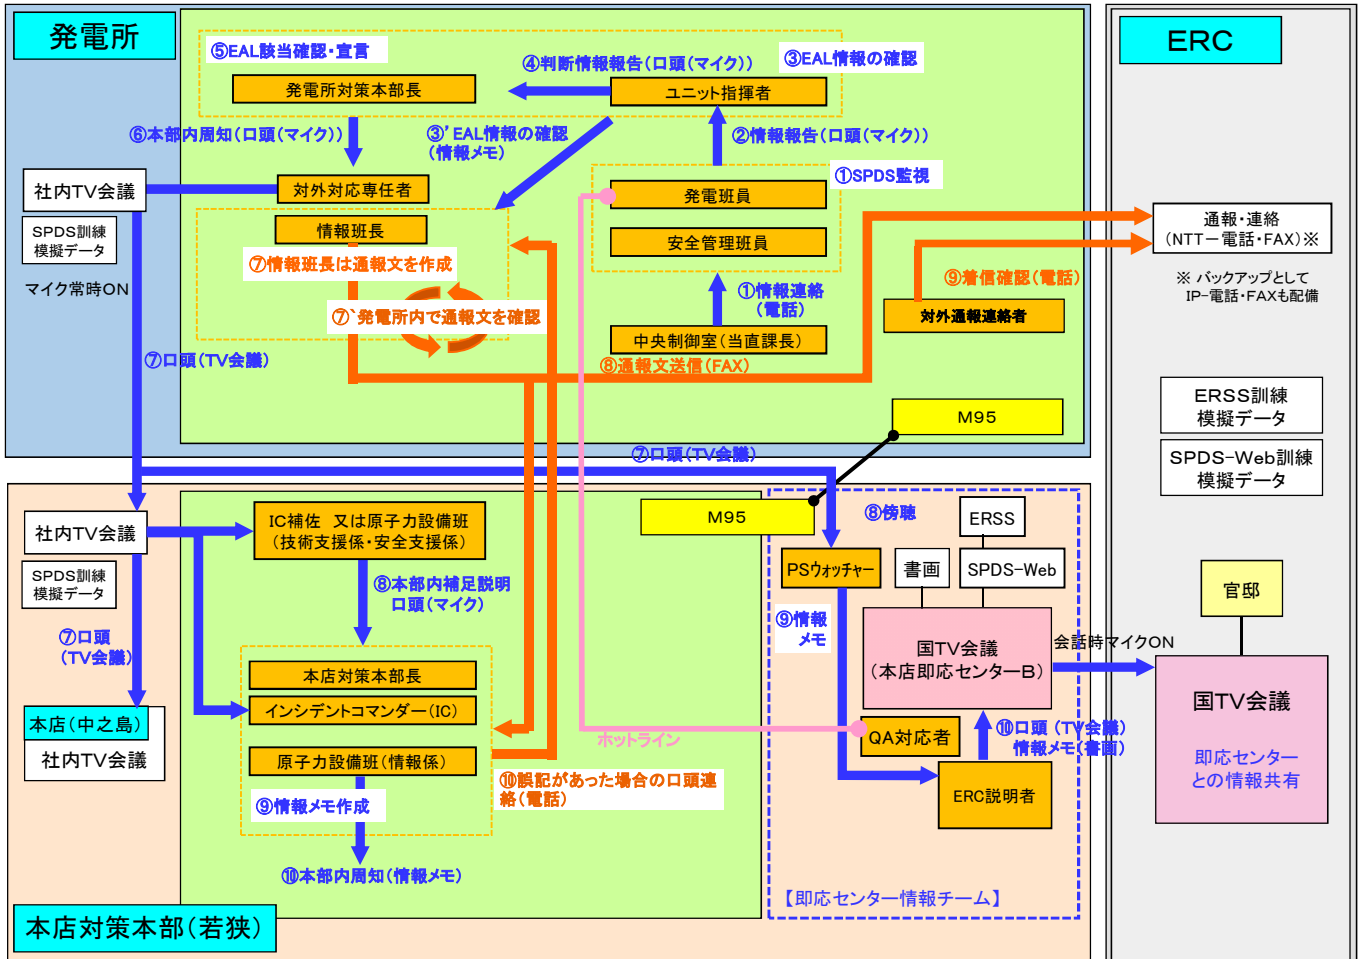 発電所
⑤EAL該当確認・宣言
発電所対策本部長
④判断情報報告(口頭(マイク))
③EAL情報の確認
ユニット指揮者
⑥本部内周知(口頭(マイク))
③’EAL情報の確認
(情報メモ)
②情報報告(口頭(マイク))
①SPDS監視
社内TV会議
SPDS訓練
模擬データ
マイク常時ON
対外対応専任者
情報班長
⑦情報班長は通報文を作成
⑦`発電所内で通報文を確認
発電班員
安全管理班員
①情報連絡
(電話)
中央制御室(当直課長)
⑨着信確認(電話)
対外通報連絡者
⑦口頭(TV会議)
⑧通報文送信(FAX)
M95
⑦口頭(TV会議)
ERC
通報・連絡
(NTT-電話・FAX)※
※ バックアップとして
IP-電話・FAXも配備
ERSS訓練
模擬データ
SPDS-Web訓練
模擬データ
官邸
国TV会議
即応センター
との情報共有
社内TV会議
SPDS訓練
模擬データ
⑦口頭
(TV会議)
本店(中之島)
社内TV会議
IC補佐 又は原子力設備班
(技術支援係・安全支援係)
⑧本部内補足説明
口頭(マイク)
本店対策本部長
インシデントコマンダー(IC)
原子力設備班(情報係)
⑨情報メモ作成
⑩本部内周知(情報メモ)
⑩誤記があった場合の口頭連
絡(電話)
ホットライン
M95
⑧傍聴
ERSS
PSウォッチャー
書画
SPDS-Web
⑨情報
メモ
国TV会議
(本店即応センターB)
会話時マイクON
QA対応者
⑩口頭 (TV会議)
情報メモ(書画)
ERC説明者
【即応センター情報チーム】
本店対策本部(若狭)